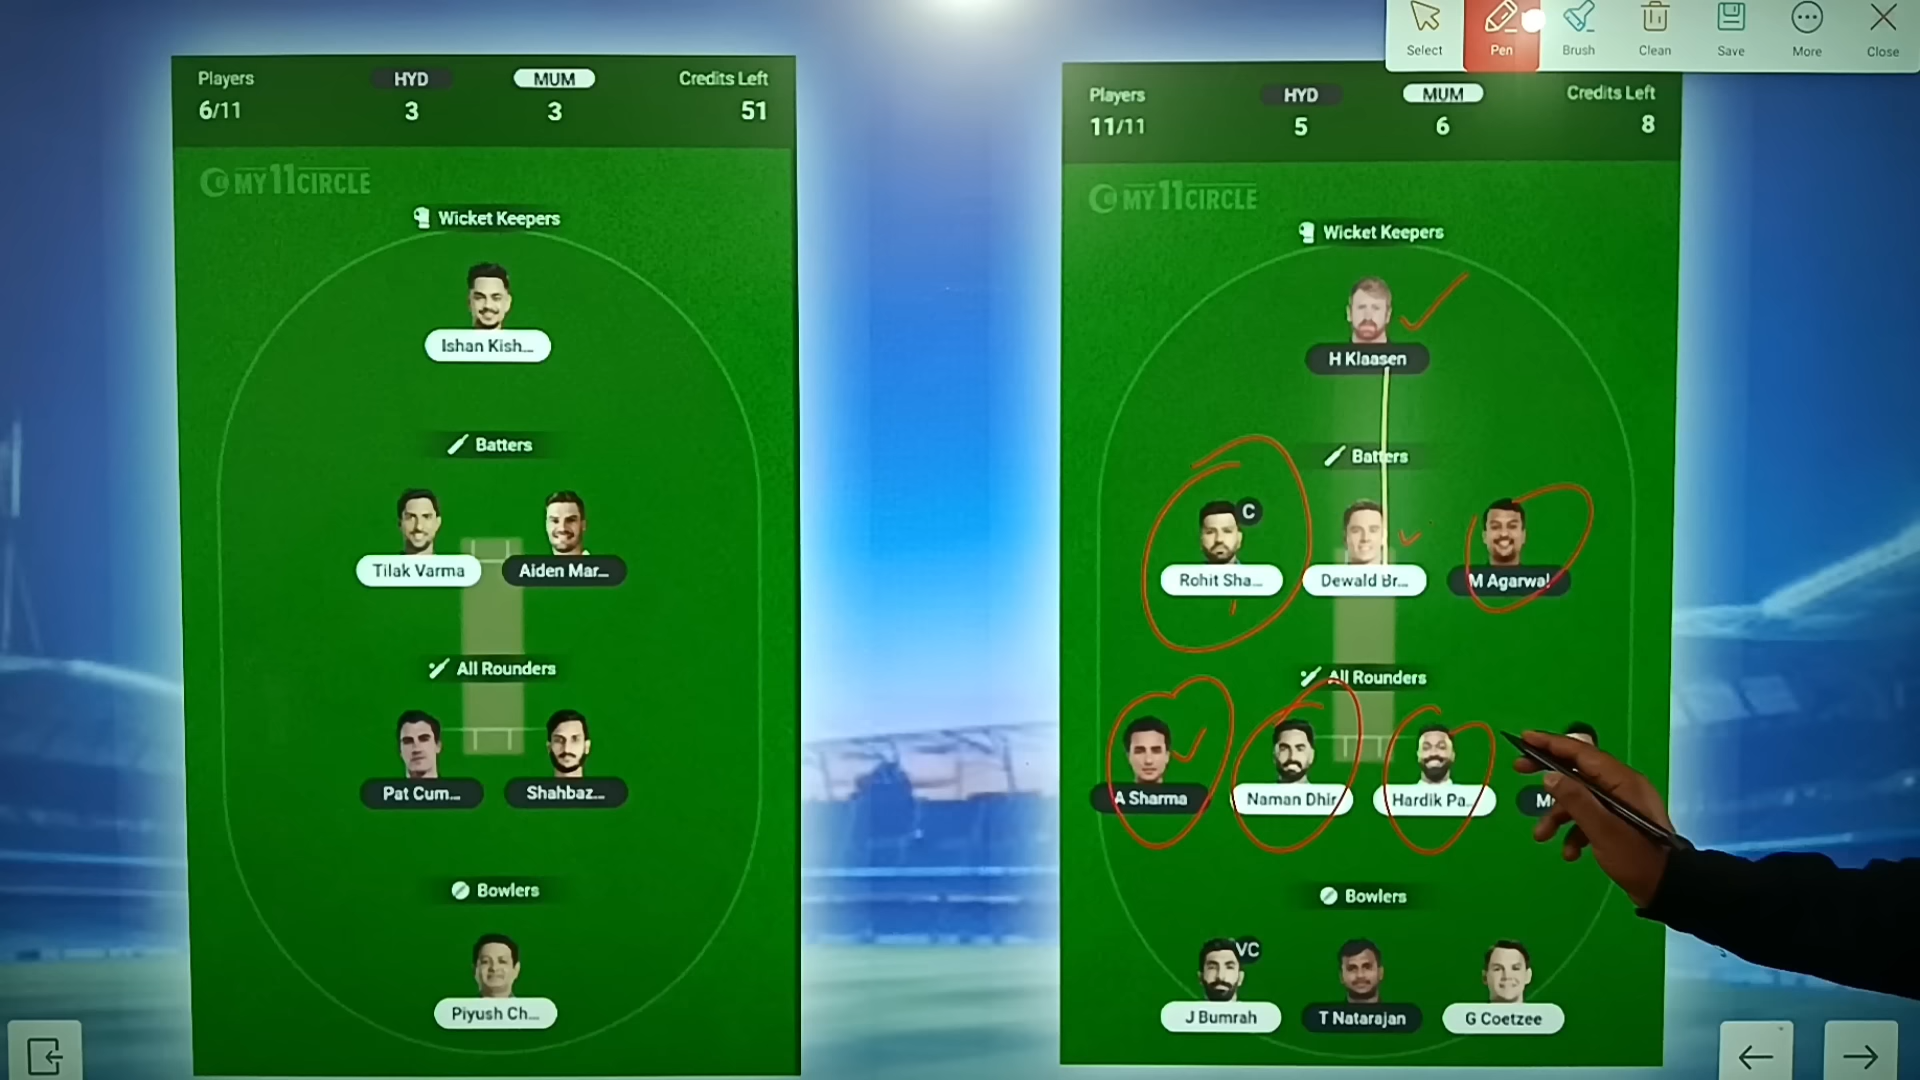 Select Pen Brush Clean Save More Close
Players HYD MUM Credits Left
6/11 3 3 51
MY11CIRCLE
Wicket Keepers
Ishan Kish...
Batters
Tilak Varma Aiden Mar...
All Rounders
Pat Cum... Shahbaz...
Bowlers
Piyush Ch...
Players HYD MUM Credits Left
11/11 5 6 8
MY11CIRCLE
Wicket Keepers
H Klaasen
Batters
C
Rohit Sha... Dewald Br... M Agarwal
All Rounders
A Sharma Naman Dhir Hardik Pa...
Bowlers
VC
J Bumrah T Natarajan G Coetzee